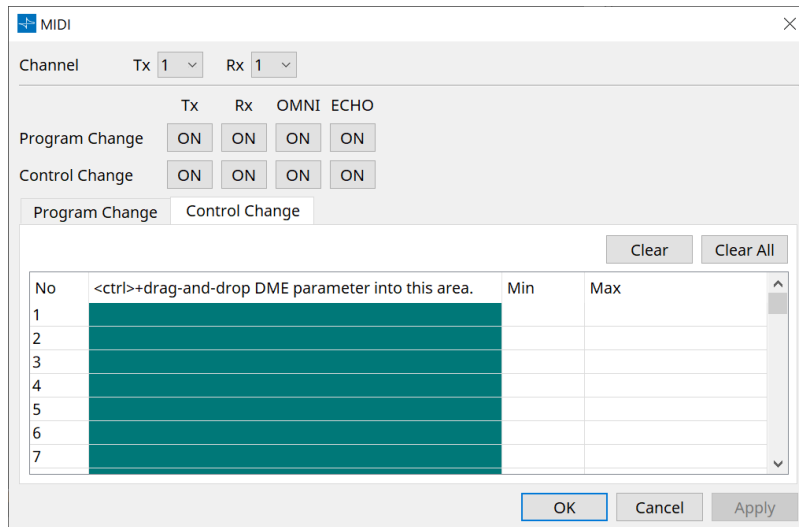 MIDI
Channel Tx 1 Rx 1
Tx Rx OMNI ECHO
Program Change ON ON ON ON
Control Change ON ON ON ON
Program Change Control Change
Clear Clear All
No <ctrl>+drag-and-drop DME parameter into this area. Min Max
1
2
3
4
5
6
7
OK Cancel Apply